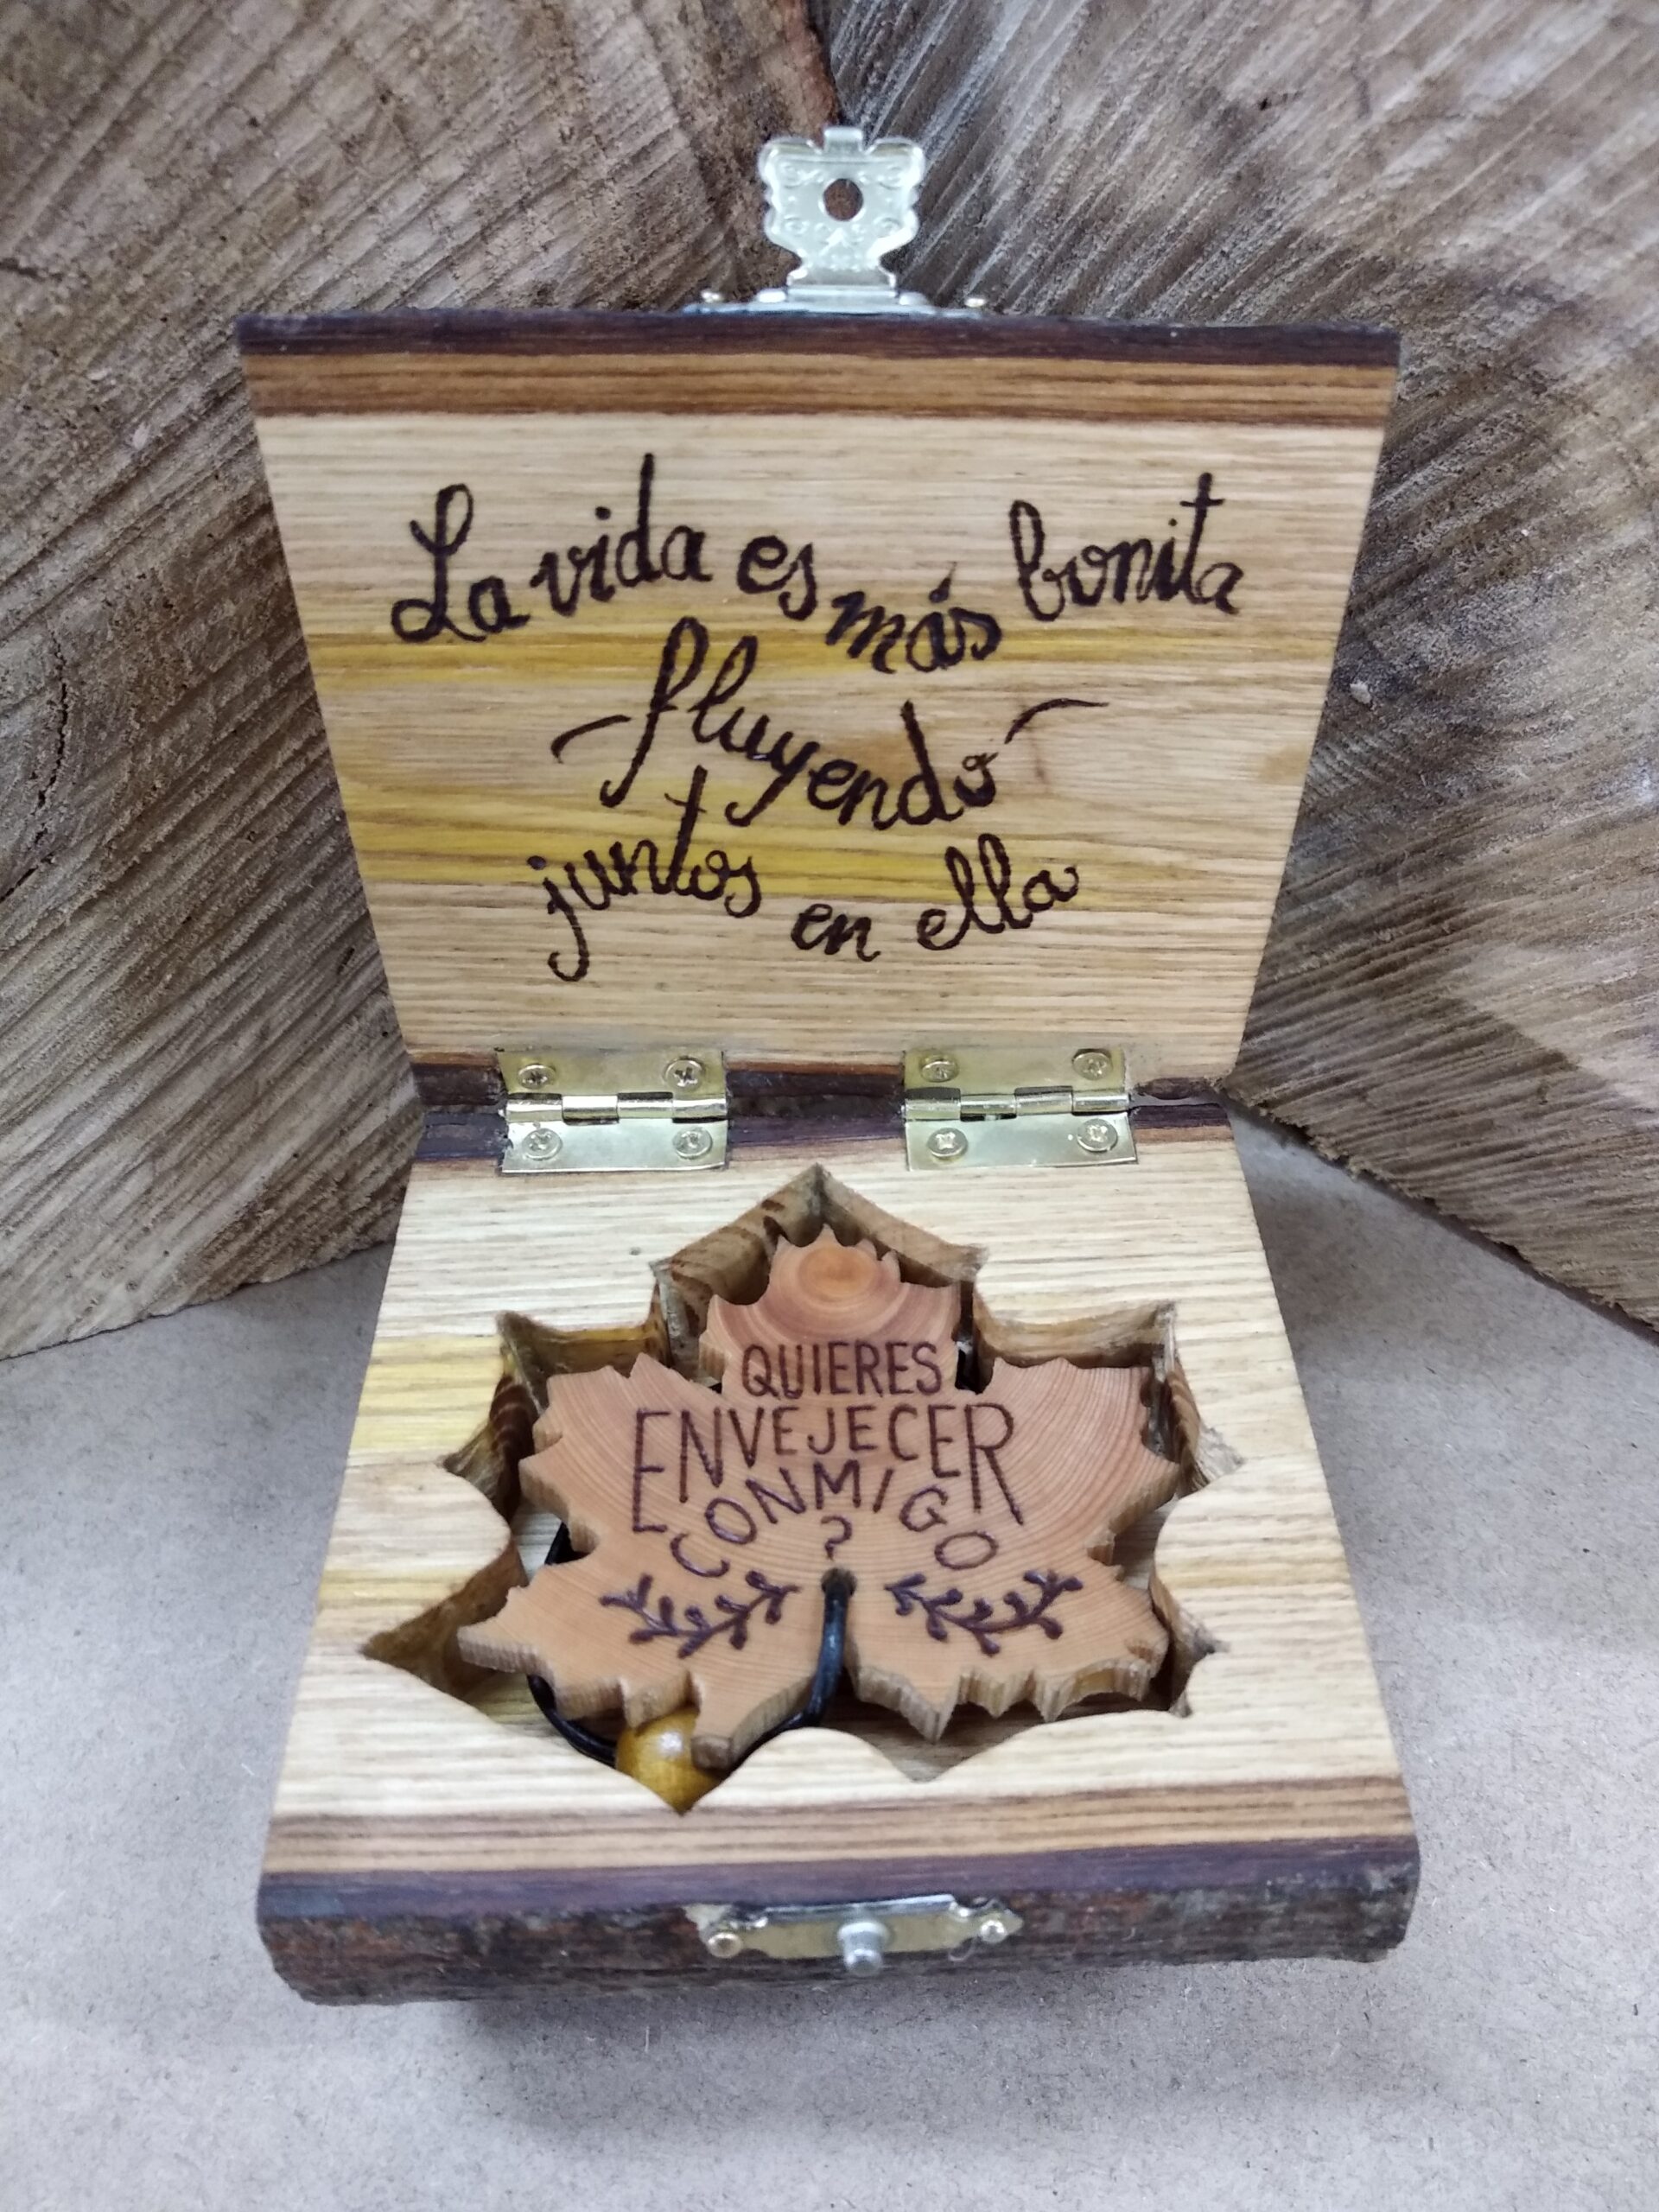 La vida es más bonita
fluyendo
juntos en ella
QUIERES
ENVEJECER
CONMIGO
?